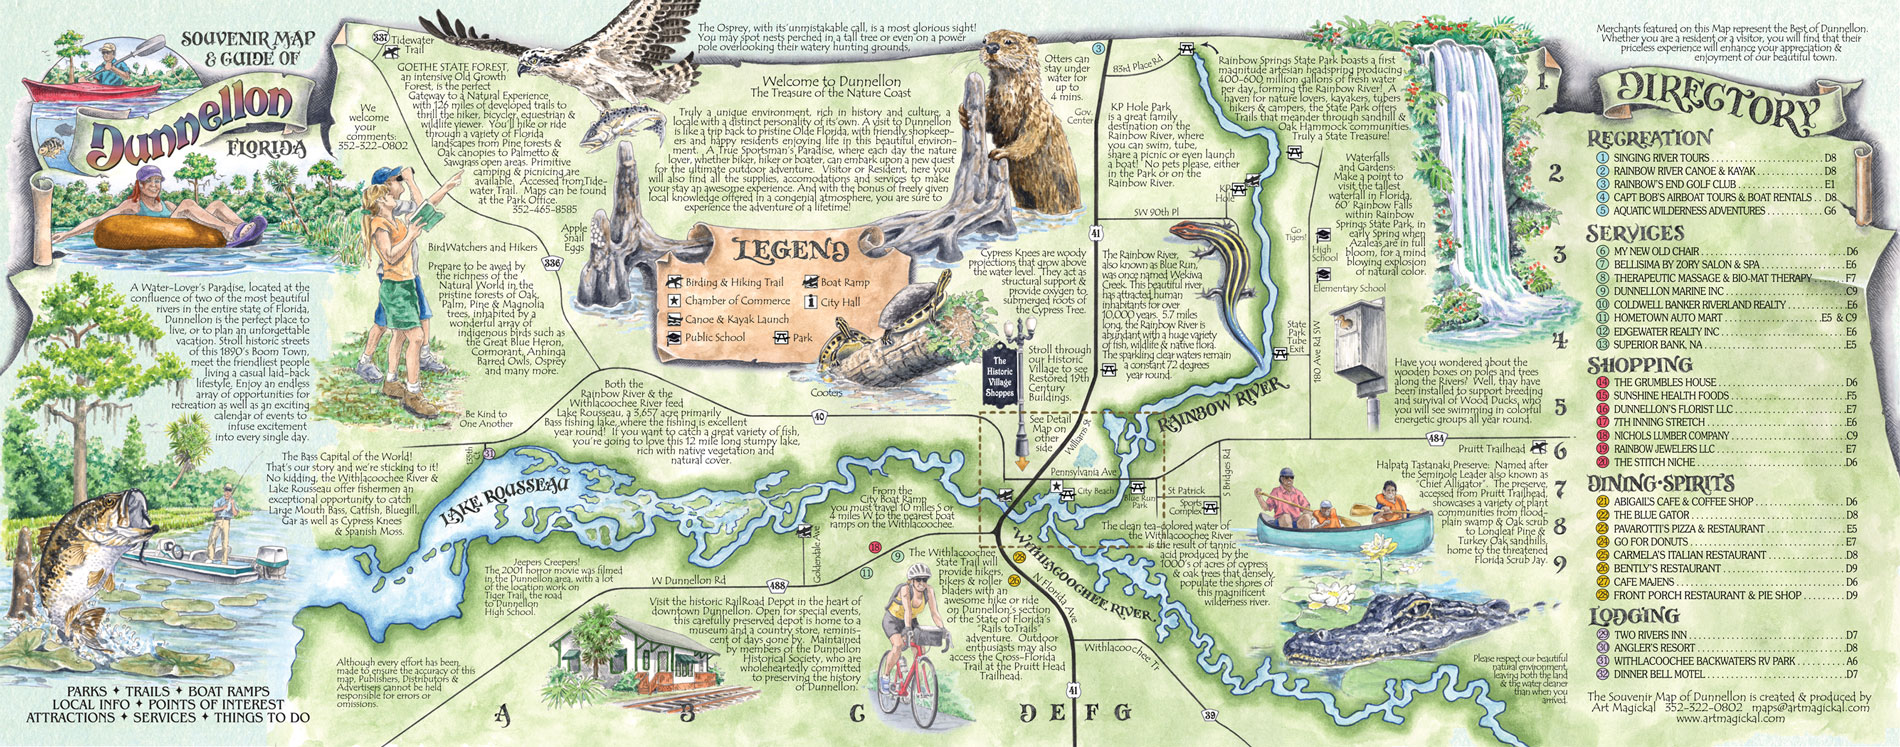 SOUVENIR MAP
& GUIDE OF
Dunnellon
FLORIDA
We
welcome
your
comments:
352-322-0802
337
Tidewater
Trail
GOETHE STATE FOREST,
an intensive Old Growth
Forest, is the perfect
Gateway to a Natural Experience
with 126 miles of developed trails to
thrill the hiker, bicycler, equestrian &
wildlife viewer. You'll hike or ride
through a variety of Florida
landscapes from Pine forests &
Oak canopies to Palmetto &
Sawgrass open areas. Primitive
camping & picnicing are
available. Accessed from Tide-
water Trail. Maps can be found
at the Park Office.
352-465-8585
The Osprey, with its unmistakable call, is a most glorious sight!
You may spot nests perched in a tall tree or even on a power
pole overlooking their watery hunting grounds.
Welcome to Dunnellon
The Treasure of the Nature Coast
Truly a unique environment, rich in history and culture, a
locale with a distinct personality of its own. A visit to Dunnellon
is like a trip back to pristine Olde Florida, with friendly shopkeep-
ers and happy residents enjoying life in this beautiful environ-
ment. A True Sportsman's Paradise, where each day the nature
lover, whether biker, hiker or boater, can embark upon a new quest
for the ultimate outdoor adventure. Visitor or Resident, here you
will also find all the supplies, accomodations and services to make
your stay an awesome experience. And with the bonus of freely given
local knowledge offered in a congenial atmosphere, you are sure to
experience the adventure of a lifetime!
Otters can
stay under
water for
up to
4 mins.
Gov.
Center
3
83rd Place Rd
KP Hole Park
is a great family
destination on the
Rainbow River, where
you can swim, tube,
share a picnic or even launch
a boat! No pets please, either
in the Park or on the
Rainbow River.
SW 90th Pl
KP
Hole
Rainbow Springs State Park boasts a first
magnitude artesian headspring producing
400-600 million gallons of fresh water
per day, forming the Rainbow River! A
haven for nature lovers, kayakers, tubers
hikers & campers, the State Park offers
Trails that meander through sandhill &
Oak Hammock communities.
Truly a State Treasure!
Waterfalls
and Gardens:
Make a point to
visit the tallest
waterfall in Florida,
60' Rainbow Falls
within Rainbow
Springs State Park, in
early Spring when
Azaleas are in full
bloom, for a mind
blowing explosion
of natural color.
Go
Tigers!
High
School
Elementary School
State
Park
Tube
Exit
180 Ave Rd SW
1
2
3
4
5
6
7
8
9
Apple
Snail
Eggs
BirdWatchers and Hikers
Prepare to be awed by
the richness of the
Natural World in the
pristine forests of Oak,
Palm, Pine & Magnolia
trees, inhabited by a
wonderful array of
indigenous birds such as
the Great Blue Heron,
Cormorant, Anhinga
Barred Owls, Osprey
and many more.
336
Be Kind to
One Another
LEGEND
Birding & Hiking Trail
Boat Ramp
Chamber of Commerce
City Hall
Canoe & Kayak Launch
Public School
Park
Cooters
Cypress Knees are woody
projections that grow above
the water level. They act as
structural support &
provide oxygen to
submerged roots of
the Cypress Tree.
41
The Rainbow River,
also known as Blue Run,
was once named Wekiwa
Creek. This beautiful river
has attracted human
inhabitants for over
10,000 years. 5.7 miles
long, the Rainbow River is
abundant with a huge variety
of fish, wildlife & native flora.
The sparkling clear waters remain
a constant 72 degrees
year round.
The
Historic
Village
Shoppes
Stroll through
our Historic
Village to see
Restored 19th
Century
Buildings.
See Detail
Map on
other
side
A Water-Lover's Paradise, located at the
confluence of two of the most beautiful
rivers in the entire state of Florida,
Dunnellon is the perfect place to
live, or to plan an unforgettable
vacation. Stroll historic streets
of this 1890's Boom Town,
meet the friendliest people
living a casual laid-back
lifestyle. Enjoy an endless
array of opportunities for
recreation as well as an exciting
calendar of events to
infuse excitement
into every single day.
The Bass Capital of the World!
That's our story and we're sticking to it!
No kidding, the Withlacoochee River &
Lake Rousseau offer fishermen an
exceptional opportunity to catch
Large Mouth Bass, Catfish, Bluegill,
Gar as well as Cypress Knees
& Spanish Moss.
Both the
Rainbow River & the
Withlacoochee River feed
Lake Rousseau, a 3,657 acre primarily
Bass fishing lake, where the fishing is excellent
year round! If you want to catch a great variety of fish,
you're going to love this 12 mile long stumpy lake,
rich with native vegetation and
natural cover.
40
31
LAKE ROUSSEAU
From the
City Boat Ramp
you must travel 10 miles S or
4 miles W to the nearest boat
ramps on the Withlacoochee.
Williams St
Pennsylvania Ave
City Beach
Blue Run
Park
St Patrick
Sports
Complex
S Bridges Rd
RAINBOW RIVER
484
Pruitt Trailhead
Have you wondered about the
wooden boxes on poles and trees
along the Rivers? Well, they have
been installed to support breeding
and survival of Wood Ducks, who
you will see swimming in colorful
energetic groups all year round.
Halpata Tastanaki Preserve: Named after
the Seminole Leader also known as
"Chief Alligator". The preserve,
accessed from Pruitt Trailhead,
showcases a variety of plant
communities from flood-
plain swamp & Oak scrub
to Longleaf Pine &
Turkey Oak sandhills,
home to the threatened
Florida Scrub Jay.
The clean tea-colored water of
the Withlacoochee River
is the result of tannic
acid produced by the
1000's of acres of cypress
& oak trees that densely
populate the shores of
this magnificent
wilderness river.
WITHLACOOCHEE RIVER
N Florida Ave
Withlacoochee Tr
39
41
28
26
18
9
11
Goldendale Ave
W Dunnellon Rd
488
Jeepers Creepers!
The 2001 horror movie was filmed
in the Dunnellon area, with a lot
of the location work on
Tiger Trail, the road
to Dunnellon
High School.
Visit the historic RailRoad Depot in the heart of
downtown Dunnellon. Open for special events,
this carefully preserved depot is home to a
museum and a country store, reminis-
cent of days gone by. Maintained
by members of the Dunnellon
Historical Society, who are
wholeheartedly committed
to preserving the history
of Dunnellon.
The Withlacoochee
State Trail will
provide hikers,
bikers & roller
bladers with an
awesome hike or ride
on Dunnellon's section
of the State of Florida's
"Rails to Trails"
adventure. Outdoor
enthusiasts may also
access the Cross-Florida
Trail at the Pruitt Head
Trailhead.
Please respect our beautiful
natural environment,
leaving both the land
& the water cleaner
than when you
arrived.
Although every effort has been
made to ensure the accuracy of this
map, Publishers, Distributors &
Advertisers cannot be held
responsible for errors or
omissions.
PARKS ✦ TRAILS ✦ BOAT RAMPS
LOCAL INFO ✦ POINTS OF INTEREST
ATTRACTIONS ✦ SERVICES ✦ THINGS TO DO
A B C D E F G
Merchants featured on this Map represent the Best of Dunnellon.
Whether you are a resident or a visitor, you will find that their
priceless experience will enhance your appreciation &
enjoyment of our beautiful town.
DIRECTORY
RECREATION
1 SINGING RIVER TOURS D8
2 RAINBOW RIVER CANOE & KAYAK D8
3 RAINBOW'S END GOLF CLUB E1
4 CAPT BOB'S AIRBOAT TOURS & BOAT RENTALS D8
5 AQUATIC WILDERNESS ADVENTURES G6
SERVICES
6 MY NEW OLD CHAIR D6
7 BELLISIMA BY ZORY SALON & SPA E6
8 THERAPEUTIC MASSAGE & BIO-MAT THERAPY F7
9 DUNNELLON MARINE INC C9
10 COLDWELL BANKER RIVERLAND REALTY E6
11 HOMETOWN AUTO MART E5 & C9
12 EDGEWATER REALTY INC E6
13 SUPERIOR BANK, NA E5
SHOPPING
14 THE GRUMBLES HOUSE D6
15 SUNSHINE HEALTH FOODS F5
16 DUNNELLON'S FLORIST LLC E7
17 7TH INNING STRETCH E6
18 NICHOLS LUMBER COMPANY C9
19 RAINBOW JEWELERS LLC E7
20 THE STITCH NICHE D6
DINING·SPIRITS
21 ABIGAIL'S CAFE & COFFEE SHOP D6
22 THE BLUE GATOR D8
23 PAVAROTTI'S PIZZA & RESTAURANT E5
24 GO FOR DONUTS E7
25 CARMELA'S ITALIAN RESTAURANT D8
26 BENTLY'S RESTAURANT D9
27 CAFE MAJENS D6
28 FRONT PORCH RESTAURANT & PIE SHOP D9
LODGING
29 TWO RIVERS INN D7
30 ANGLER'S RESORT D8
31 WITHLACOOCHEE BACKWATERS RV PARK A6
32 DINNER BELL MOTEL D7
The Souvenir Map of Dunnellon is created & produced by
Art Magickal 352-322-0802 maps@artmagickal.com
www.artmagickal.com